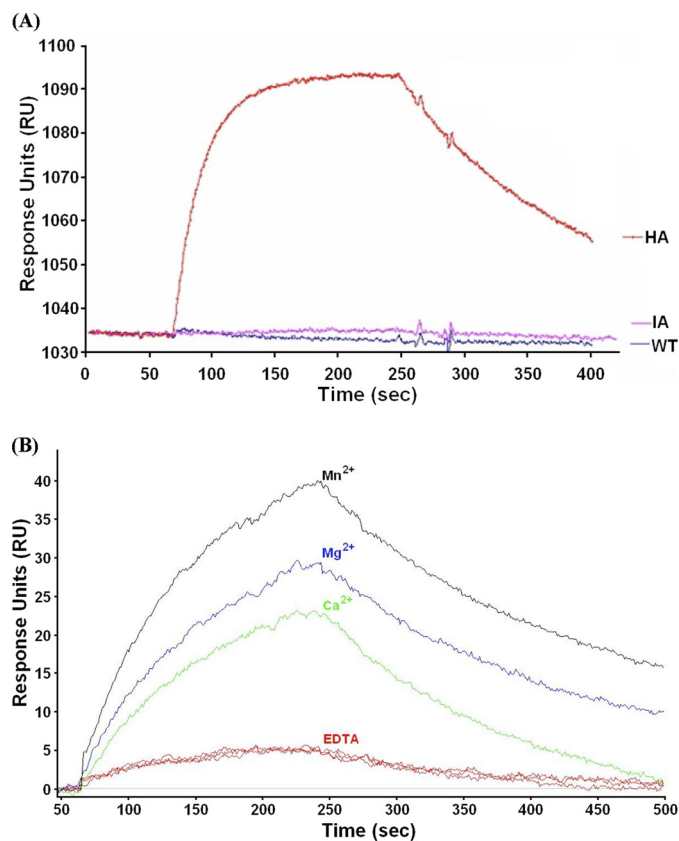 (A)
1100
1090
1080
1070
1060
1050
1040
1030
Response Units (RU)
HA
IA
WT
0 50 100 150 200 250 300 350 400
Time (sec)
(B)
40
35
30
25
20
15
10
5
0
Response Units (RU)
Mn2+
Mg2+
Ca2+
EDTA
50 100 150 200 250 300 350 400 450 500
Time (sec)